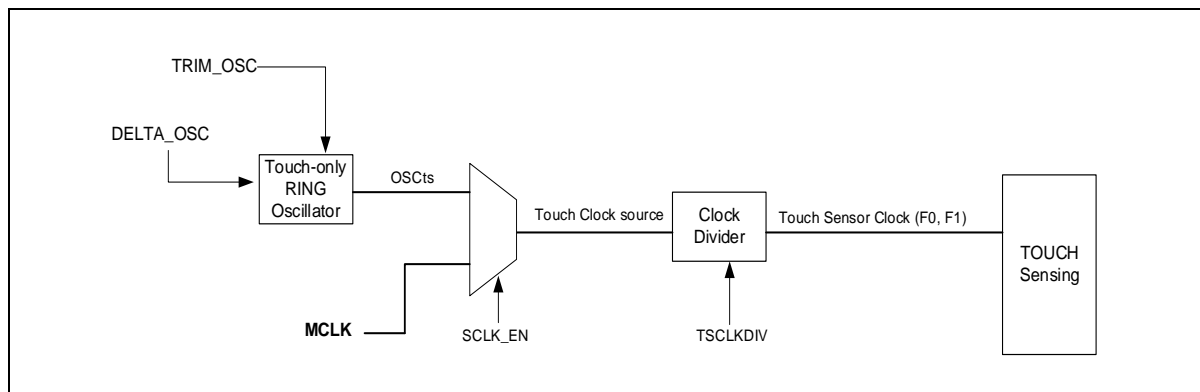 TRIM_OSC
DELTA_OSC
Touch-only
RING
Oscillator
OSCts
Touch Clock source
Clock
Divider
Touch Sensor Clock (F0, F1)
TOUCH
Sensing
MCLK
SCLK_EN
TSCLKDIV